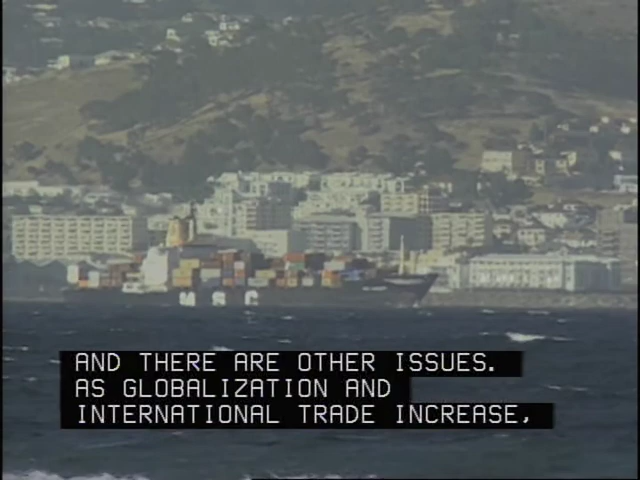 MSC
AND THERE ARE OTHER ISSUES.
AS GLOBALIZATION AND
INTERNATIONAL TRADE INCREASE,